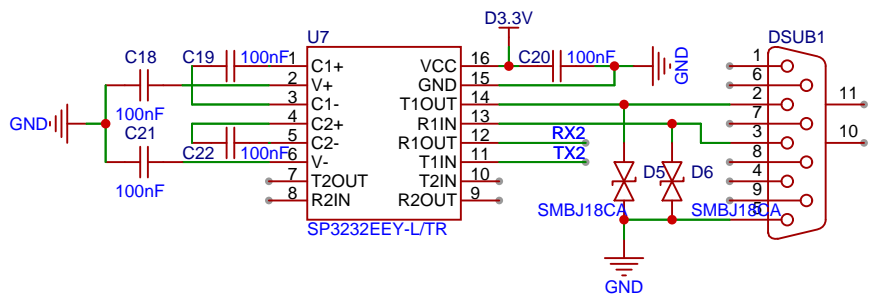 D3.3V
U7
DSUB1
C18
C19
100nF
1
C1+
VCC
16
C20
100nF
GND
1
2
V+
GND
15
6
100nF
3
C1-
T1OUT
14
2
11
GND
C21
4
C2+
R1IN
13
7
5
C2-
R1OUT
12
RX2
3
10
C22
100nF
6
V-
T1IN
11
TX2
8
100nF
7
T2OUT
T2IN
10
D5
D6
4
8
R2IN
R2OUT
9
9
SMBJ18CA
SMBJ18CA
5
SP3232EEY-L/TR
GND